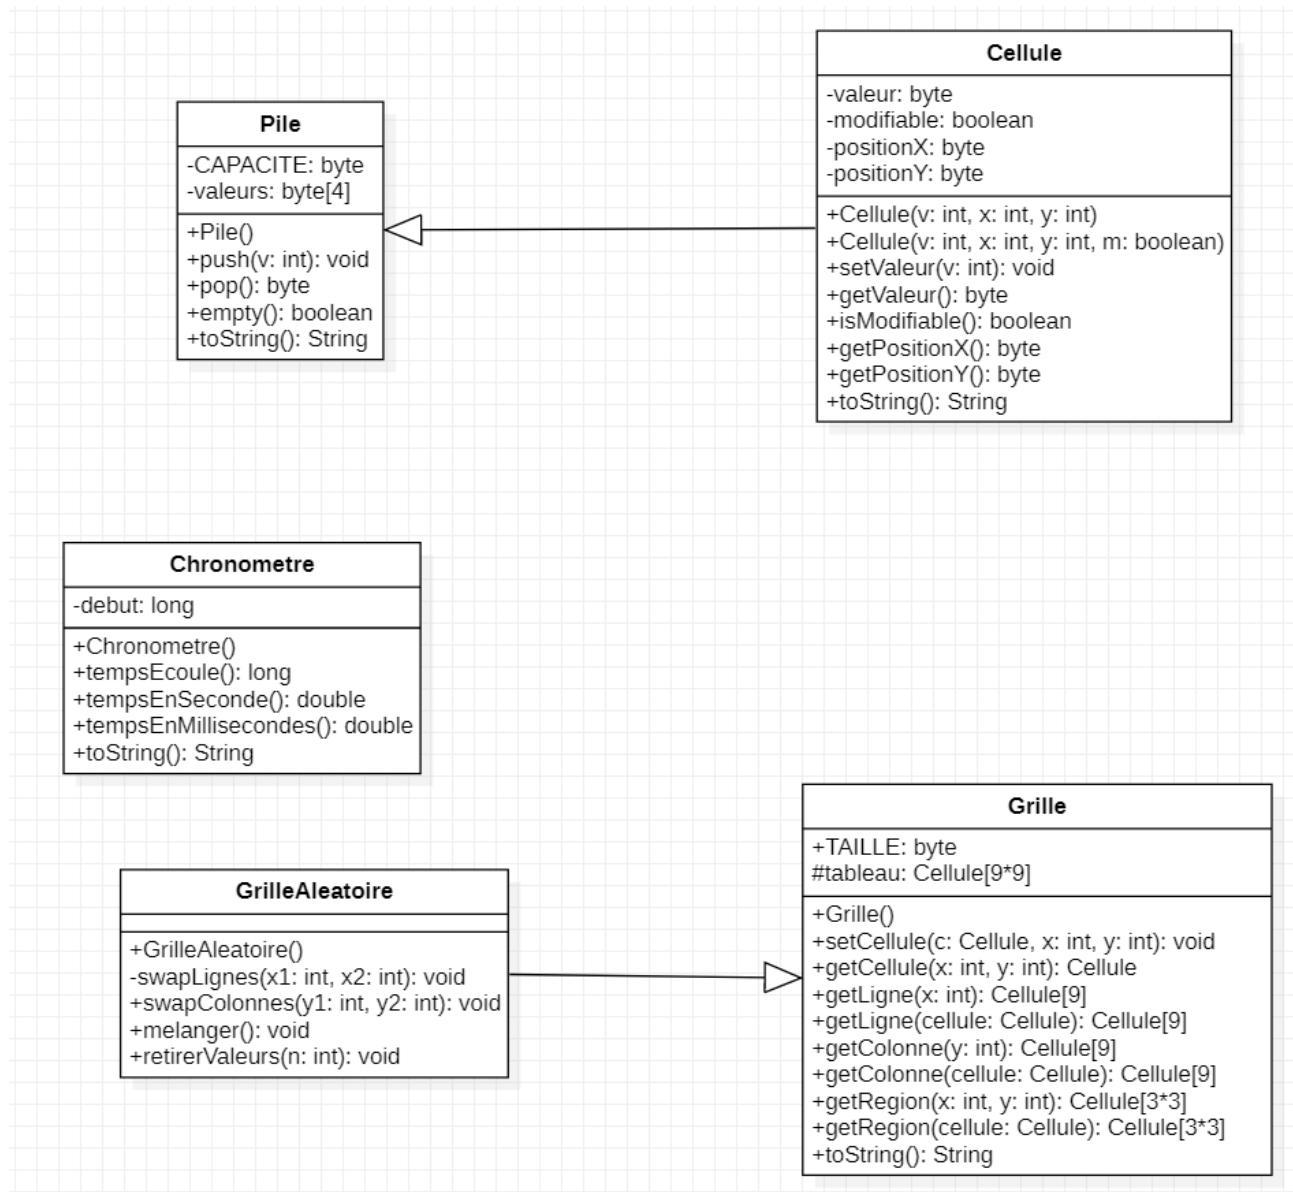 Pile
-CAPACITE: byte
-valeurs: byte[4]
+Pile()
+push(v: int): void
+pop(): byte
+empty(): boolean
+toString(): String
Cellule
-valeur: byte
-modifiable: boolean
-positionX: byte
-positionY: byte
+Cellule(v: int, x: int, y: int)
+Cellule(v: int, x: int, y: int, m: boolean)
+setValeur(v: int): void
+getValeur(): byte
+isModifiable(): boolean
+getPositionX(): byte
+getPositionY(): byte
+toString(): String
Chronometre
-debut: long
+Chronometre()
+tempsEcoule(): long
+tempsEnSeconde(): double
+tempsEnMillisecondes(): double
+toString(): String
GrilleAleatoire
+GrilleAleatoire()
-swapLignes(x1: int, x2: int): void
+swapColonnes(y1: int, y2: int): void
+melanger(): void
+retirerValeurs(n: int): void
Grille
+TAILLE: byte
#tableau: Cellule[9*9]
+Grille()
+setCellule(c: Cellule, x: int, y: int): void
+getCellule(x: int, y: int): Cellule
+getLigne(x: int): Cellule[9]
+getLigne(cellule: Cellule): Cellule[9]
+getColonne(y: int): Cellule[9]
+getColonne(cellule: Cellule): Cellule[9]
+getRegion(x: int, y: int): Cellule[3*3]
+getRegion(cellule: Cellule): Cellule[3*3]
+toString(): String